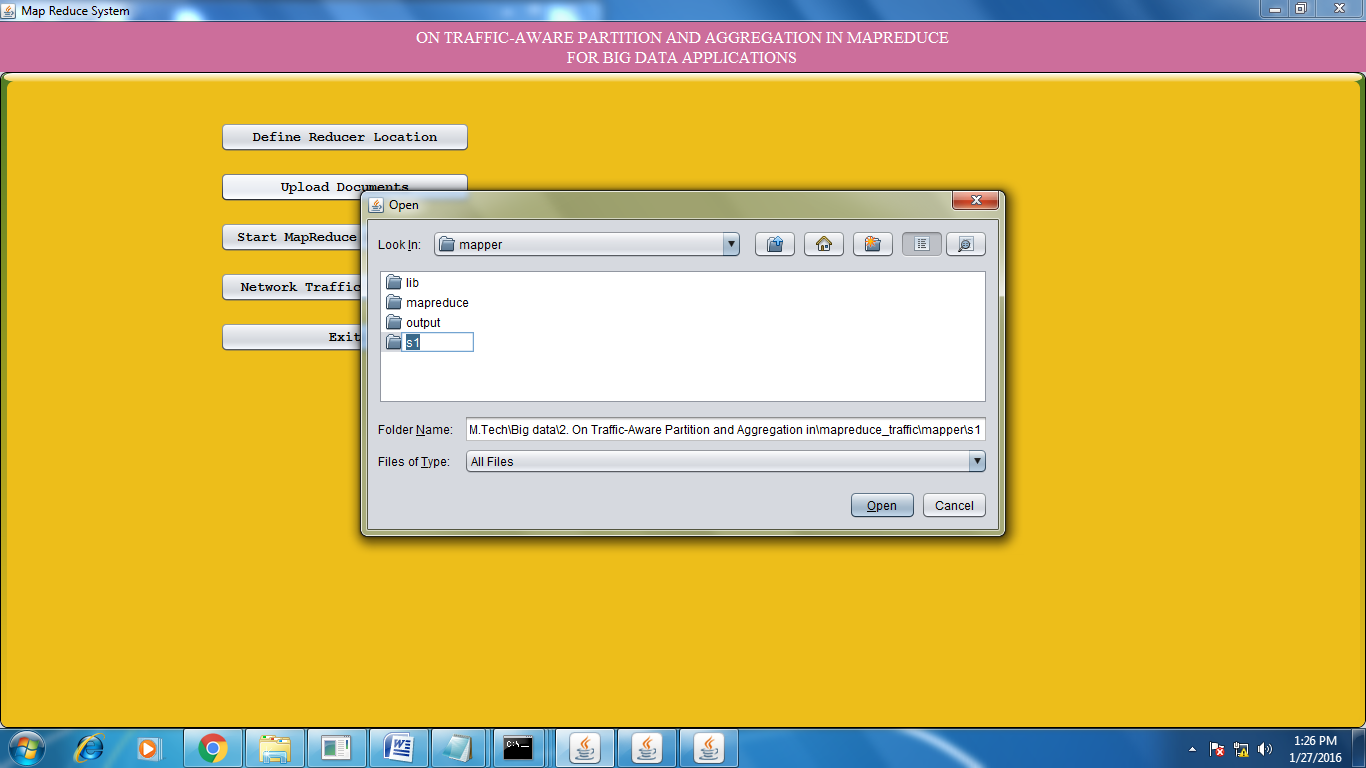 Map Reduce System
ON TRAFFIC-AWARE PARTITION AND AGGREGATION IN MAPREDUCE
FOR BIG DATA APPLICATIONS
Define Reducer Location
Upload Documents
Start MapReduce
Network Traffic
Exit
Open
Look In:
mapper
lib
mapreduce
output
s1
Folder Name:
M.Tech\Big data\2. On Traffic-Aware Partition and Aggregation in\mapreduce_traffic\mapper\s1
Files of Type:
All Files
Open
Cancel
C:\_
1:26 PM
1/27/2016